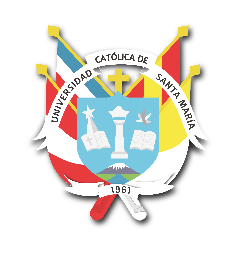 UNIVERSIDAD CATÓLICA DE SANTA MARÍA
1961